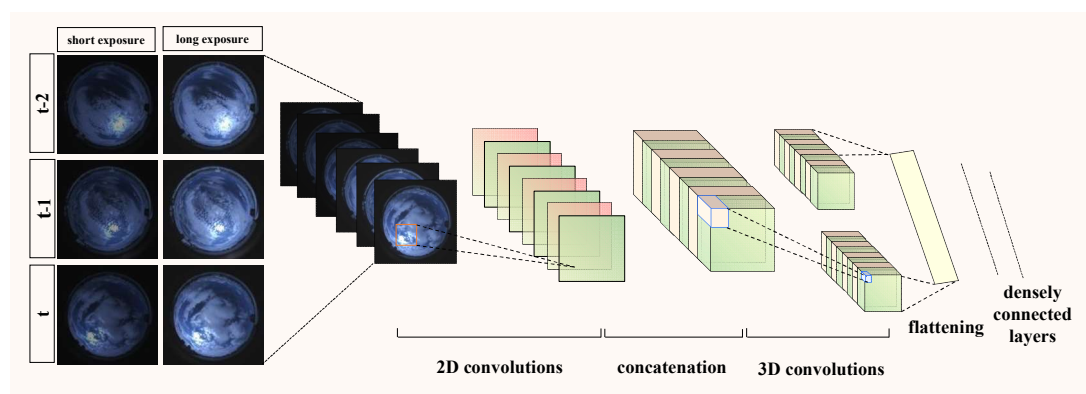 short exposure
long exposure
t-2
t-1
t
2D convolutions
concatenation
3D convolutions
flattening
densely
connected
layers